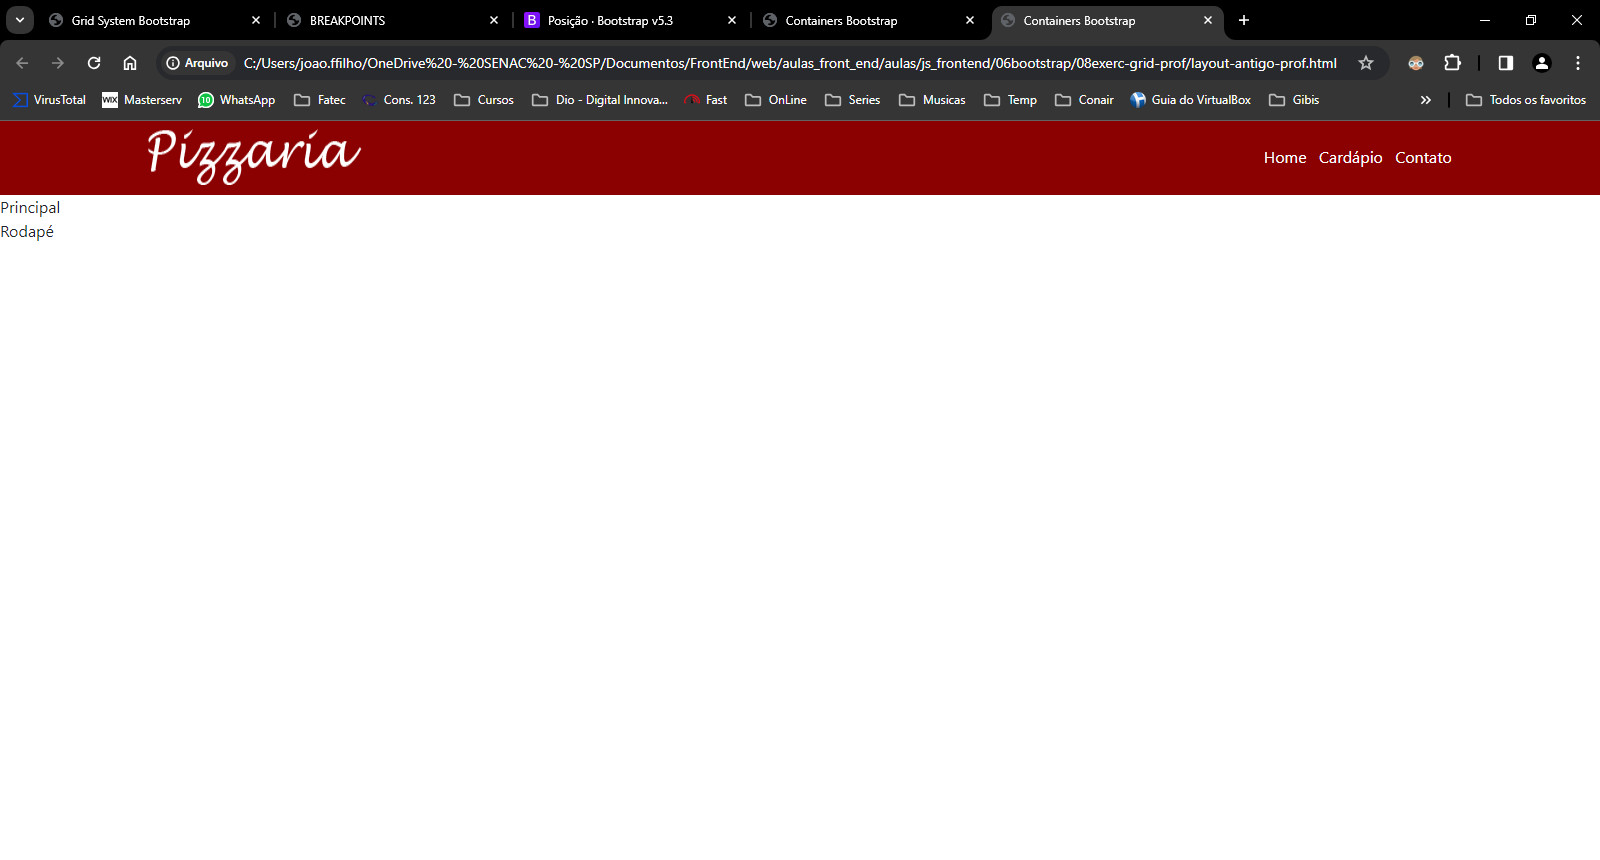 Grid System Bootstrap
BREAKPOINTS
B Posição · Bootstrap v5.3
Containers Bootstrap
Containers Bootstrap
Arquivo C:/Users/joao.ffilho/OneDrive%20-%20SENAC%20-%20SP/Documentos/FrontEnd/web/aulas_front_end/aulas/js_frontend/06bootstrap/08exerc-grid-prof/layout-antigo-prof.html
VirusTotal WIX Masterserv 10 WhatsApp Fatec Cons. 123 Cursos Dio - Digital Innova... Fast OnLine Series Musicas Temp Conair Guia do VirtualBox Gibis » Todos os favoritos
Pizzaria
Home Cardápio Contato
Principal
Rodapé